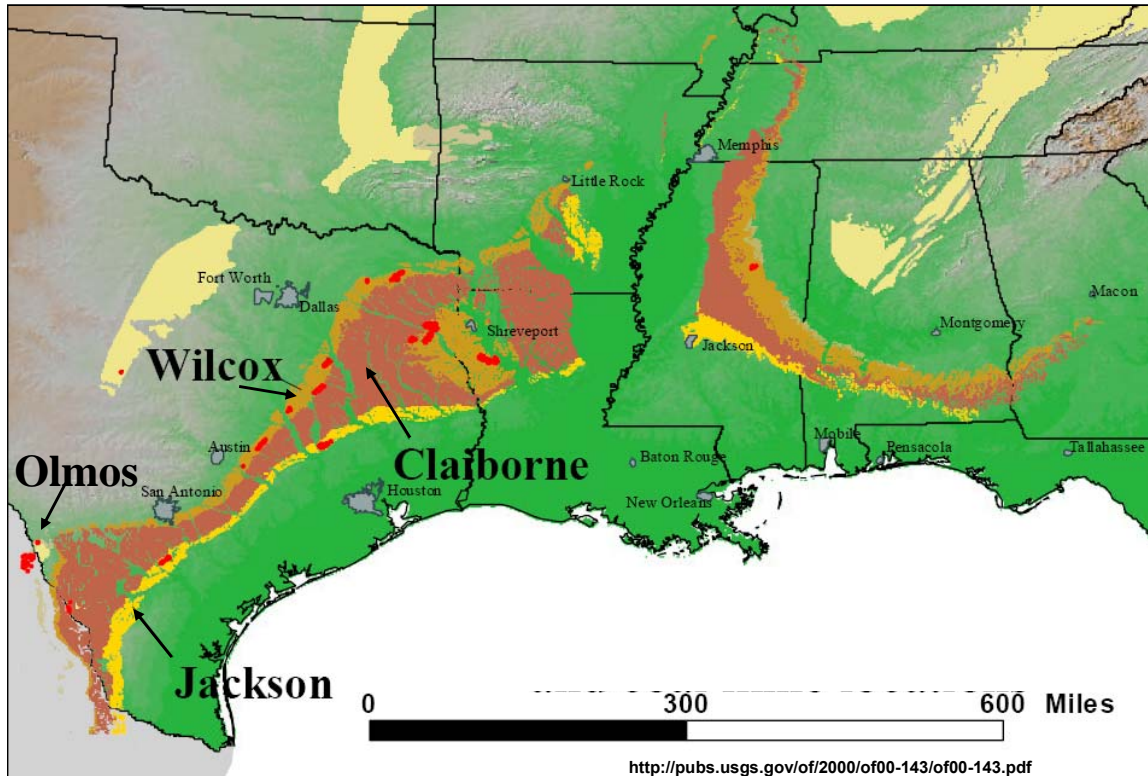 Memphis
Little Rock
Fort Worth
Dallas
Macon
Shreveport
Montgomery
Jackson
Wilcox
Austin
Claiborne
Mobile
Pensacola
Tallahassee
Baton Rouge
Olmos
San Antonio
Houston
New Orleans
Jackson
0
300
600 Miles
http://pubs.usgs.gov/of/2000/of00-143/of00-143.pdf